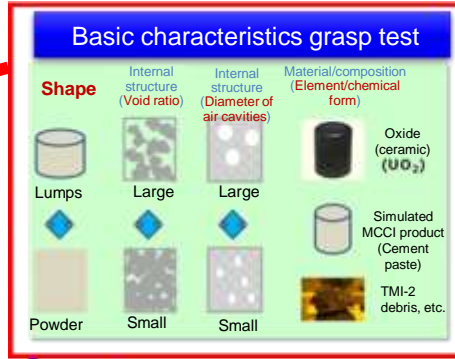 Basic characteristics grasp test
Shape
Internal
structure
(Void ratio)
Internal
structure
(Diameter of
air cavities)
Material/composition
(Element/chemical
form)
Lumps
Large
Large
Oxide
(ceramic)
(UO₂)
Simulated
MCCI product
(Cement
paste)
Powder
Small
Small
TMI-2
debris, etc.